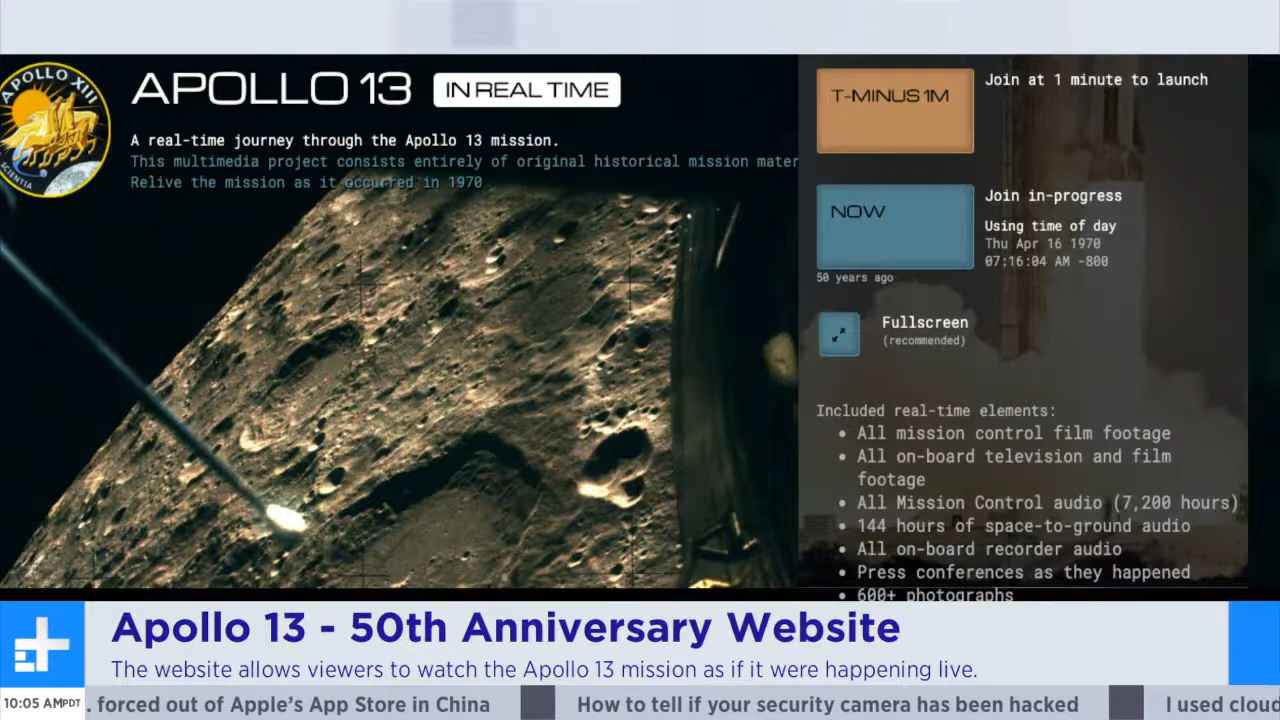 APOLLO XIII
SCIENTIA
APOLLO 13
IN REAL TIME
A real-time journey through the Apollo 13 mission.
This multimedia project consists entirely of original historical mission mater
Relive the mission as it occurred in 1970
T-MINUS 1M
Join at 1 minute to launch
NOW
Join in-progress
Using time of day
Thu Apr 16 1970
07:16:04 AM -800
50 years ago
Fullscreen
(recommended)
Included real-time elements:
• All mission control film footage
• All on-board television and film
footage
• All Mission Control audio (7,200 hours)
• 144 hours of space-to-ground audio
• All on-board recorder audio
• Press conferences as they happened
• 600+ photographs
Apollo 13 - 50th Anniversary Website
The website allows viewers to watch the Apollo 13 mission as if it were happening live.
10:05 AM PDT
. forced out of Apple's App Store in China
How to tell if your security camera has been hacked
I used cloud